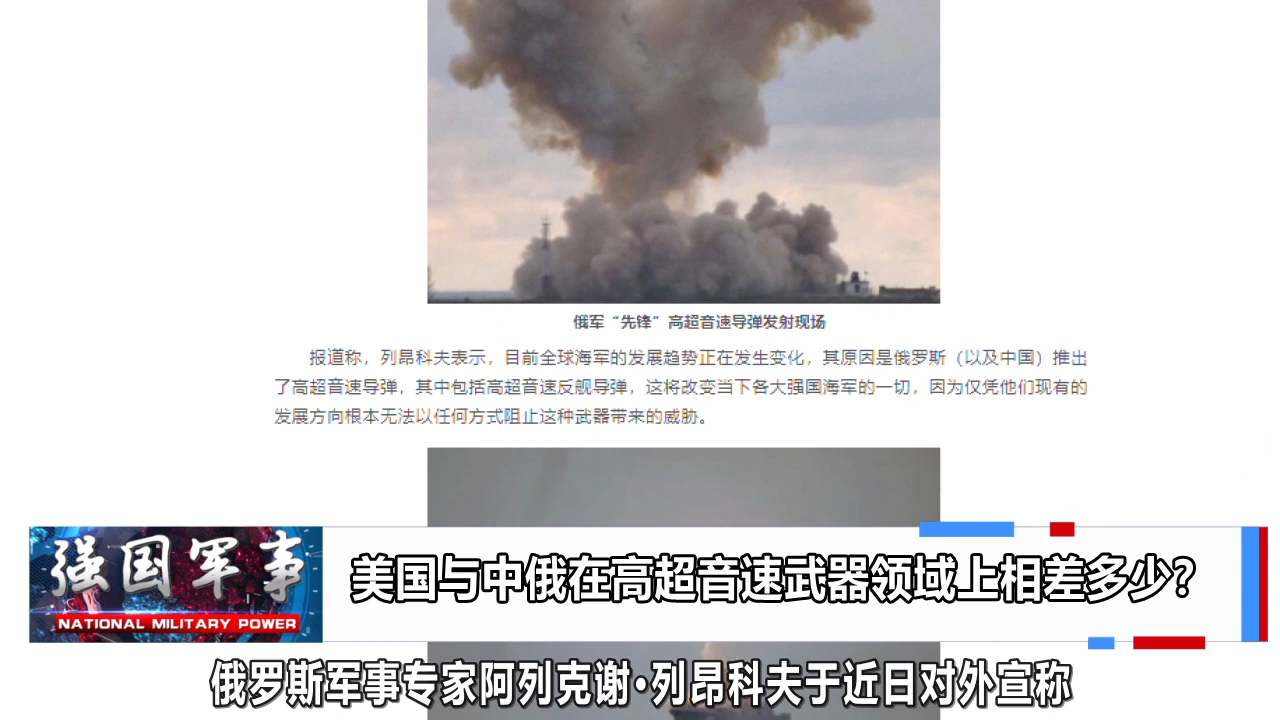 俄军“先锋”高超音速导弹发射现场
报道称，列昂科夫表示，目前全球海军的发展趋势正在发生变化，其原因是俄罗斯（以及中国）推出
了高超音速导弹，其中包括高超音速反舰导弹，这将改变当下各大强国海军的一切，因为仅凭他们现有的
发展方向根本无法以任何方式阻止这种武器带来的威胁。
强国军事
NATIONAL MILITARY POWER
美国与中俄在高超音速武器领域上相差多少？
俄罗斯军事专家阿列克谢·列昂科夫于近日对外宣称